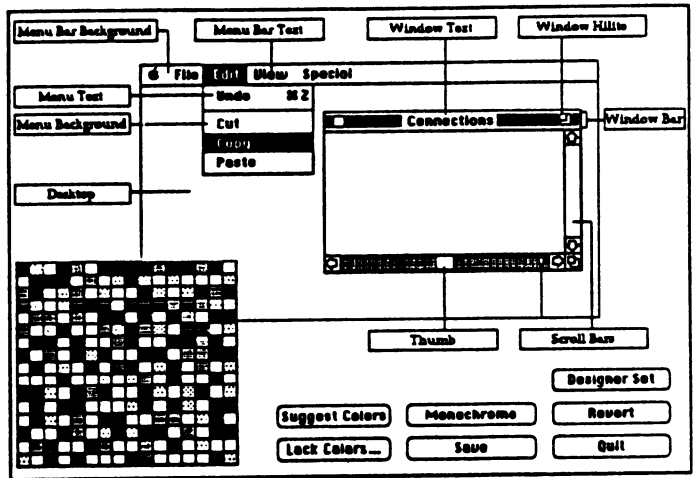 Menu Bar Background
Menu Bar Text
Window Text
Window Hilite
File Edit View Special
Menu Text
Undo ⌘Z
Menu Background
Cut
Copy
Paste
Connections
Window Bar
Desktop
Thumb
Scroll Bars
Designer Set
Suggest Colors
Monochrome
Revert
Lock Colors...
Save
Quit